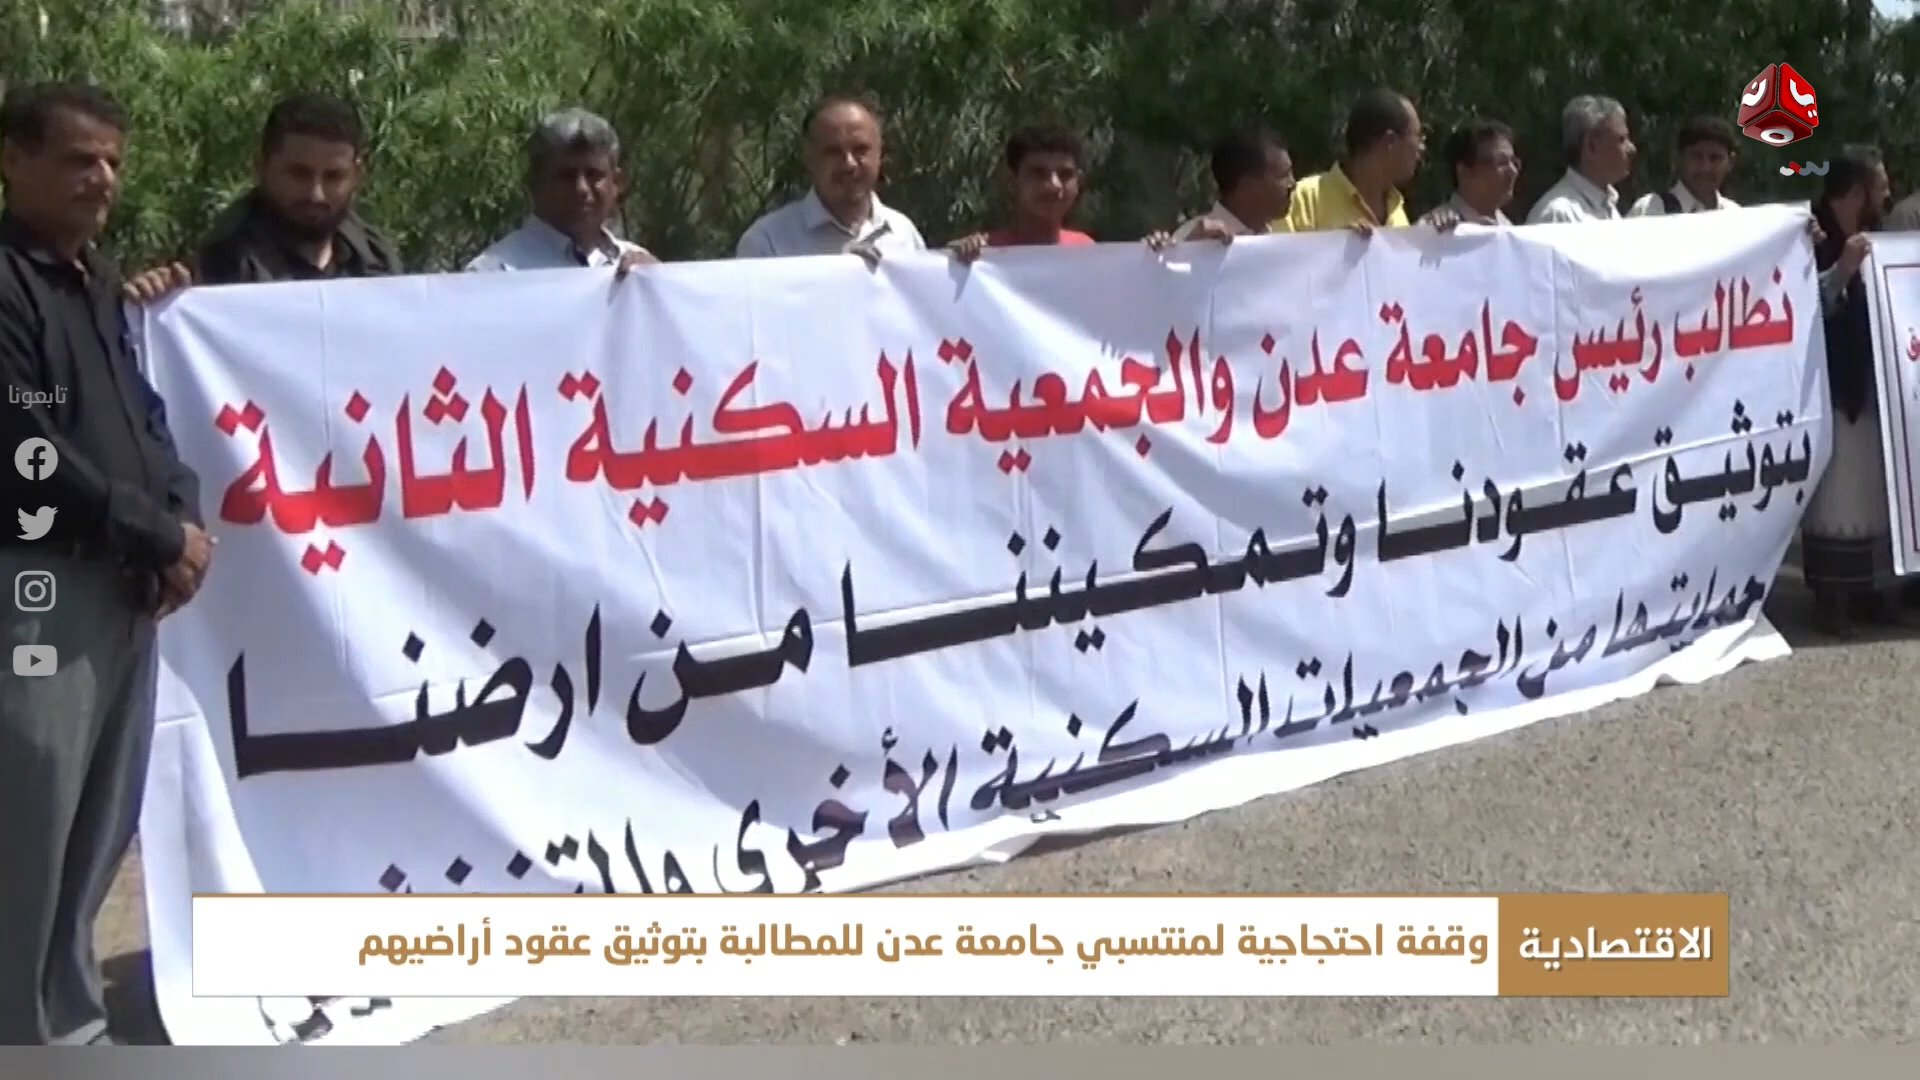 نطالب رئيس جامعة عدن والجمعية السكنية الثانية
بتوثيق عقودنا وتمكيننا من ارضنا
حمايتها من الجمعيات السكنية الأخرى
تابعونا
الاقتصادية
وقفة احتجاجية لمنتسبي جامعة عدن للمطالبة بتوثيق عقود أراضيهم